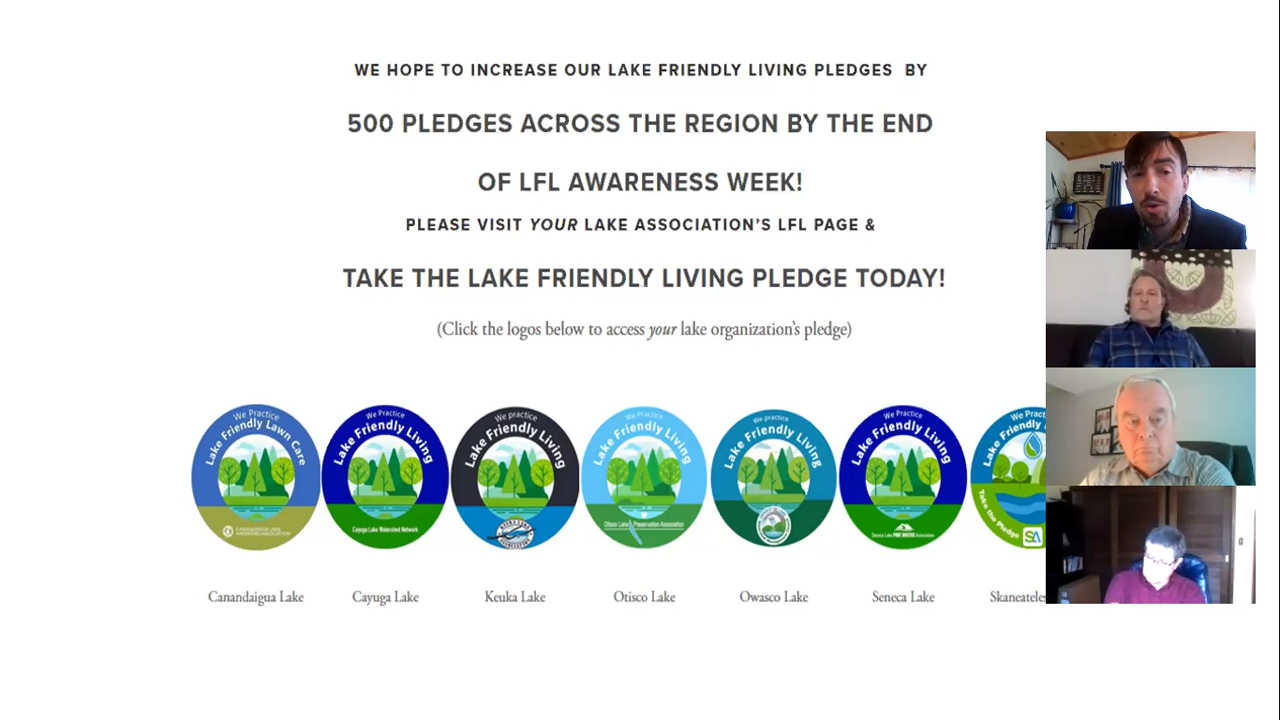 WE HOPE TO INCREASE OUR LAKE FRIENDLY LIVING PLEDGES BY
500 PLEDGES ACROSS THE REGION BY THE END
OF LFL AWARENESS WEEK!
PLEASE VISIT YOUR LAKE ASSOCIATION'S LFL PAGE &
TAKE THE LAKE FRIENDLY LIVING PLEDGE TODAY!
(Click the logos below to access your lake organization's pledge)
We Practice
Lake Friendly Lawn Care
We Practice
Lake Friendly Living
Cayuga Lake Watershed Network
We practice
Lake Friendly Living
We Practice
Lake Friendly Living
Otisco Lake Preservation Association
We practice
Lake Friendly Living
We Practice
Lake Friendly Living
Seneca Lake PURE WATERS Association
We Pract
Lake Friendly
Take the Pledge
Canandaigua Lake
Cayuga Lake
Keuka Lake
Otisco Lake
Owasco Lake
Seneca Lake
Skaneateles